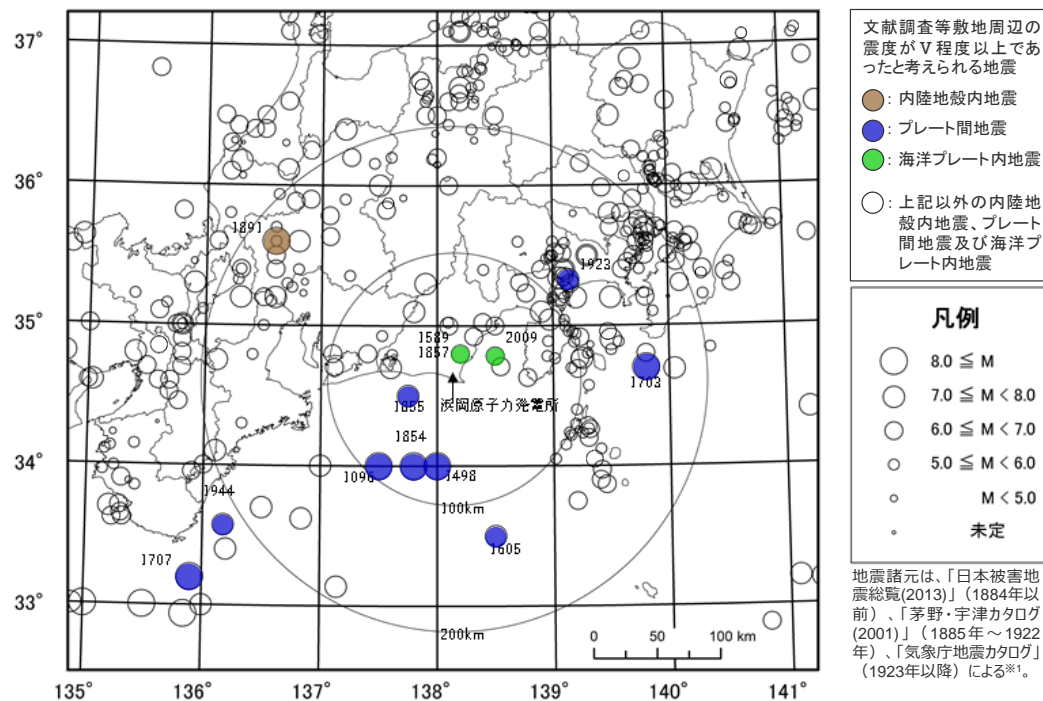 37°
36°
35°
34°
33°
135°
136°
137°
138°
139°
140°
141°
1891
1923
1589
1857
2009
1703
1855
浜岡原子力発電所
1854
1096
1498
1944
100km
1605
1707
200km
0 50 100 km
文献調査等敷地周辺の
震度がⅤ程度以上であ
ったと考えられる地震
：内陸地殻内地震
：プレート間地震
：海洋プレート内地震
：上記以外の内陸地
殻内地震、プレート
間地震及び海洋プ
レート内地震
凡例
8.0 ≦ M
7.0 ≦ M < 8.0
6.0 ≦ M < 7.0
5.0 ≦ M < 6.0
M < 5.0
未定
地震諸元は、「日本被害地
震総覧(2013)」（1884年以
前）、「茅野・宇津カタログ
(2001)」（1885年～1922
年）、「気象庁地震カタログ」
（1923年以降）による※1。